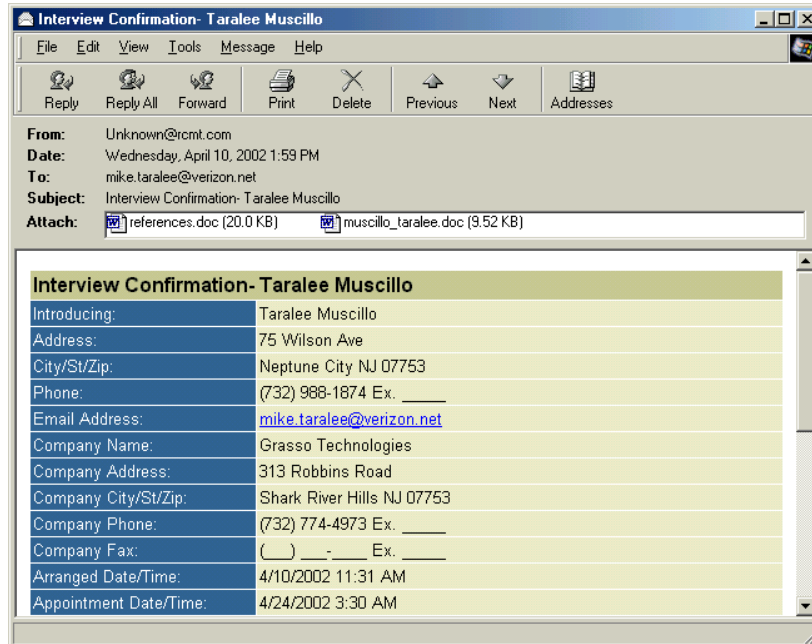 Interview Confirmation- Taralee Muscillo
File Edit View Tools Message Help
Reply Reply All Forward Print Delete Previous Next Addresses
From: Unknown@rcmt.com
Date: Wednesday, April 10, 2002 1:59 PM
To: mike.taralee@verizon.net
Subject: Interview Confirmation- Taralee Muscillo
Attach: references.doc (20.0 KB) muscillo_taralee.doc (9.52 KB)
Interview Confirmation- Taralee Muscillo
Introducing: Taralee Muscillo
Address: 75 Wilson Ave
City/St/Zip: Neptune City NJ 07753
Phone: (732) 988-1874 Ex. _____
Email Address: mike.taralee@verizon.net
Company Name: Grasso Technologies
Company Address: 313 Robbins Road
Company City/St/Zip: Shark River Hills NJ 07753
Company Phone: (732) 774-4973 Ex. _____
Company Fax: (___) ___-____ Ex. _____
Arranged Date/Time: 4/10/2002 11:31 AM
Appointment Date/Time: 4/24/2002 3:30 AM